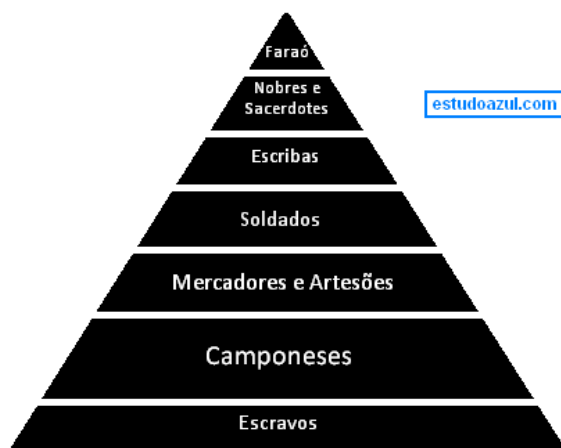 Faraó
Nobres e
Sacerdotes
estudoazul.com
Escribas
Soldados
Mercadores e Artesões
Camponeses
Escravos